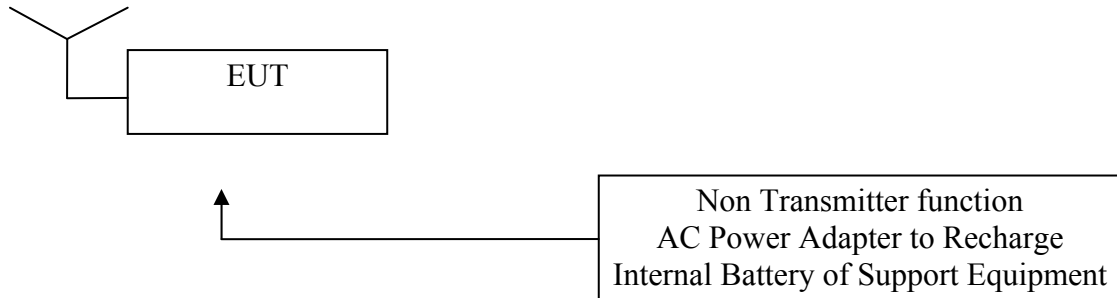 EUT
Non Transmitter function
AC Power Adapter to Recharge
Internal Battery of Support Equipment